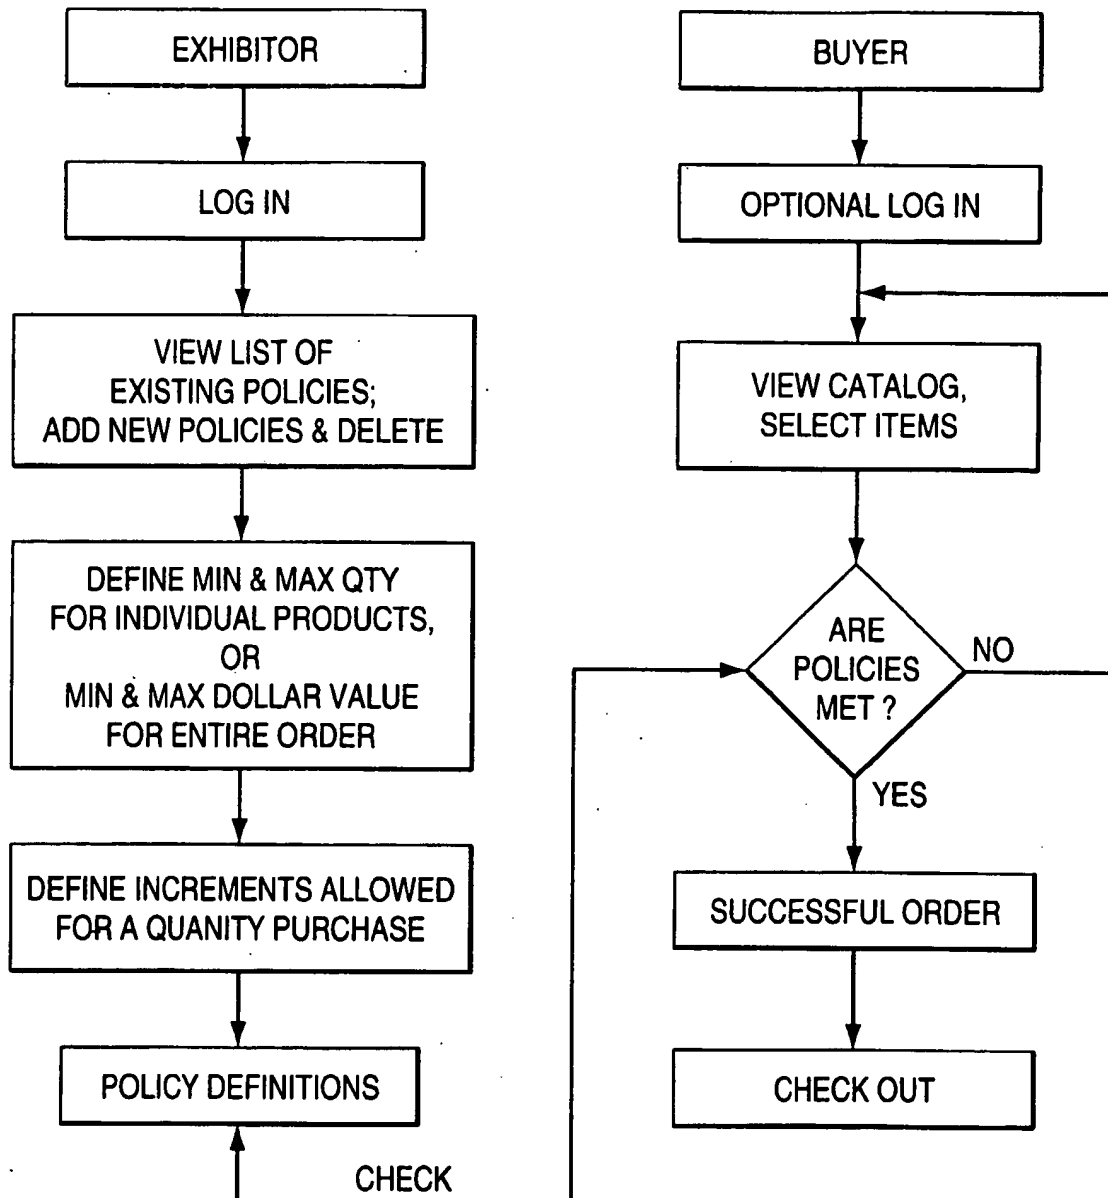 EXHIBITOR
LOG IN
VIEW LIST OF
EXISTING POLICIES;
ADD NEW POLICIES & DELETE
DEFINE MIN & MAX QTY
FOR INDIVIDUAL PRODUCTS,
OR
MIN & MAX DOLLAR VALUE
FOR ENTIRE ORDER
DEFINE INCREMENTS ALLOWED
FOR A QUANITY PURCHASE
POLICY DEFINITIONS
CHECK
BUYER
OPTIONAL LOG IN
VIEW CATALOG,
SELECT ITEMS
ARE
POLICIES
MET ?
NO
YES
SUCCESSFUL ORDER
CHECK OUT